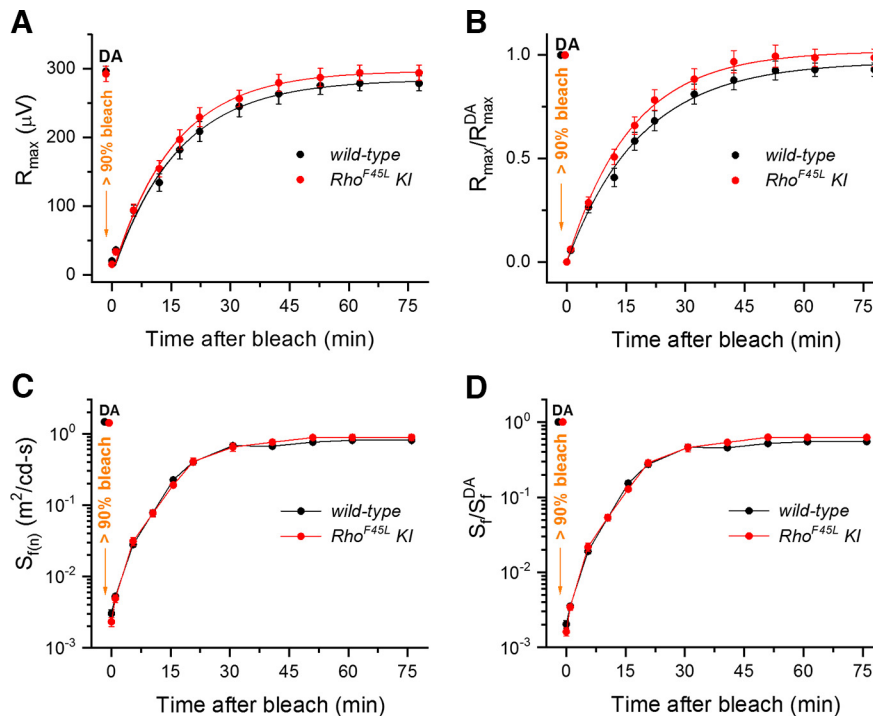 A
DA
300
200
100
0
> 90% bleach
R_max (μV)
wild-type
Rho^F45L KI
0 15 30 45 60 75
Time after bleach (min)
B
DA
1.0
0.5
0.0
> 90% bleach
R_max/R_max^DA
wild-type
Rho^F45L KI
0 15 30 45 60 75
Time after bleach (min)
C
DA
10^0
10^-1
10^-2
10^-3
> 90% bleach
S_f(n) (m^2/cd-s)
wild-type
Rho^F45L KI
0 15 30 45 60 75
Time after bleach (min)
D
DA
10^0
10^-1
10^-2
10^-3
> 90% bleach
S_f/S_f^DA
wild-type
Rho^F45L KI
0 15 30 45 60 75
Time after bleach (min)